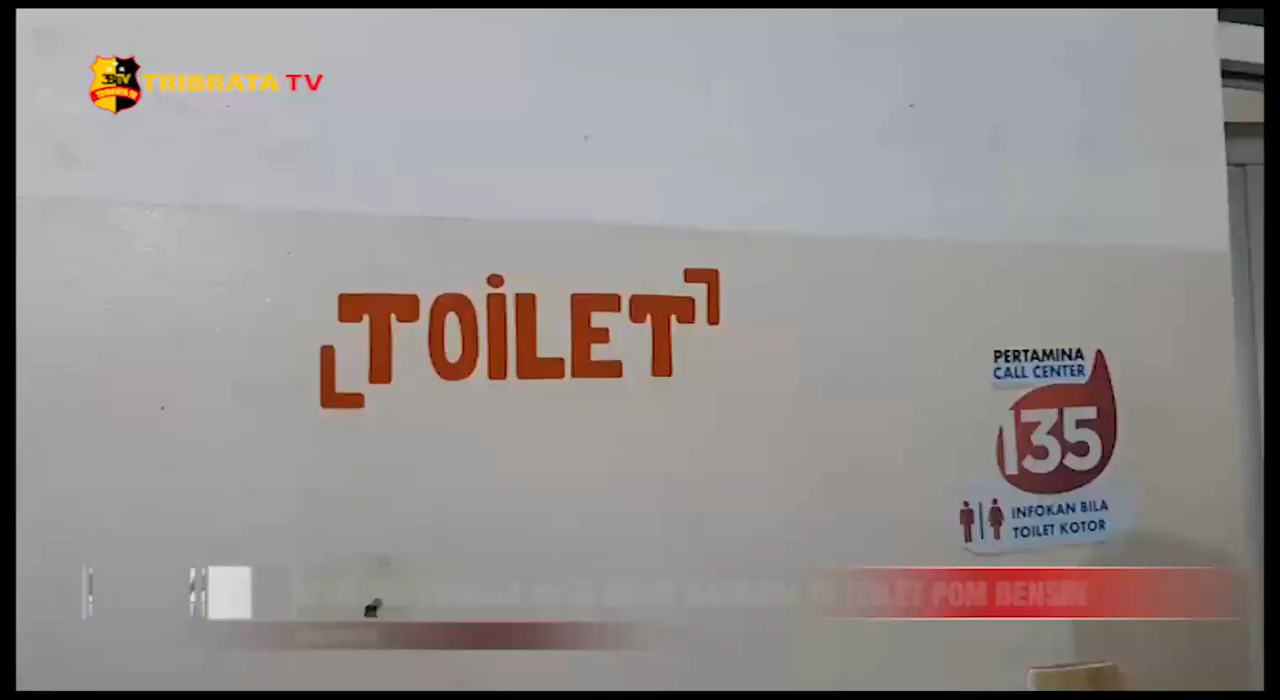 TRIBRATA TV
TOILET
PERTAMINA
CALL CENTER
135
INFOKAN BILA
TOILET KOTOR
TOILET POM BENSIN